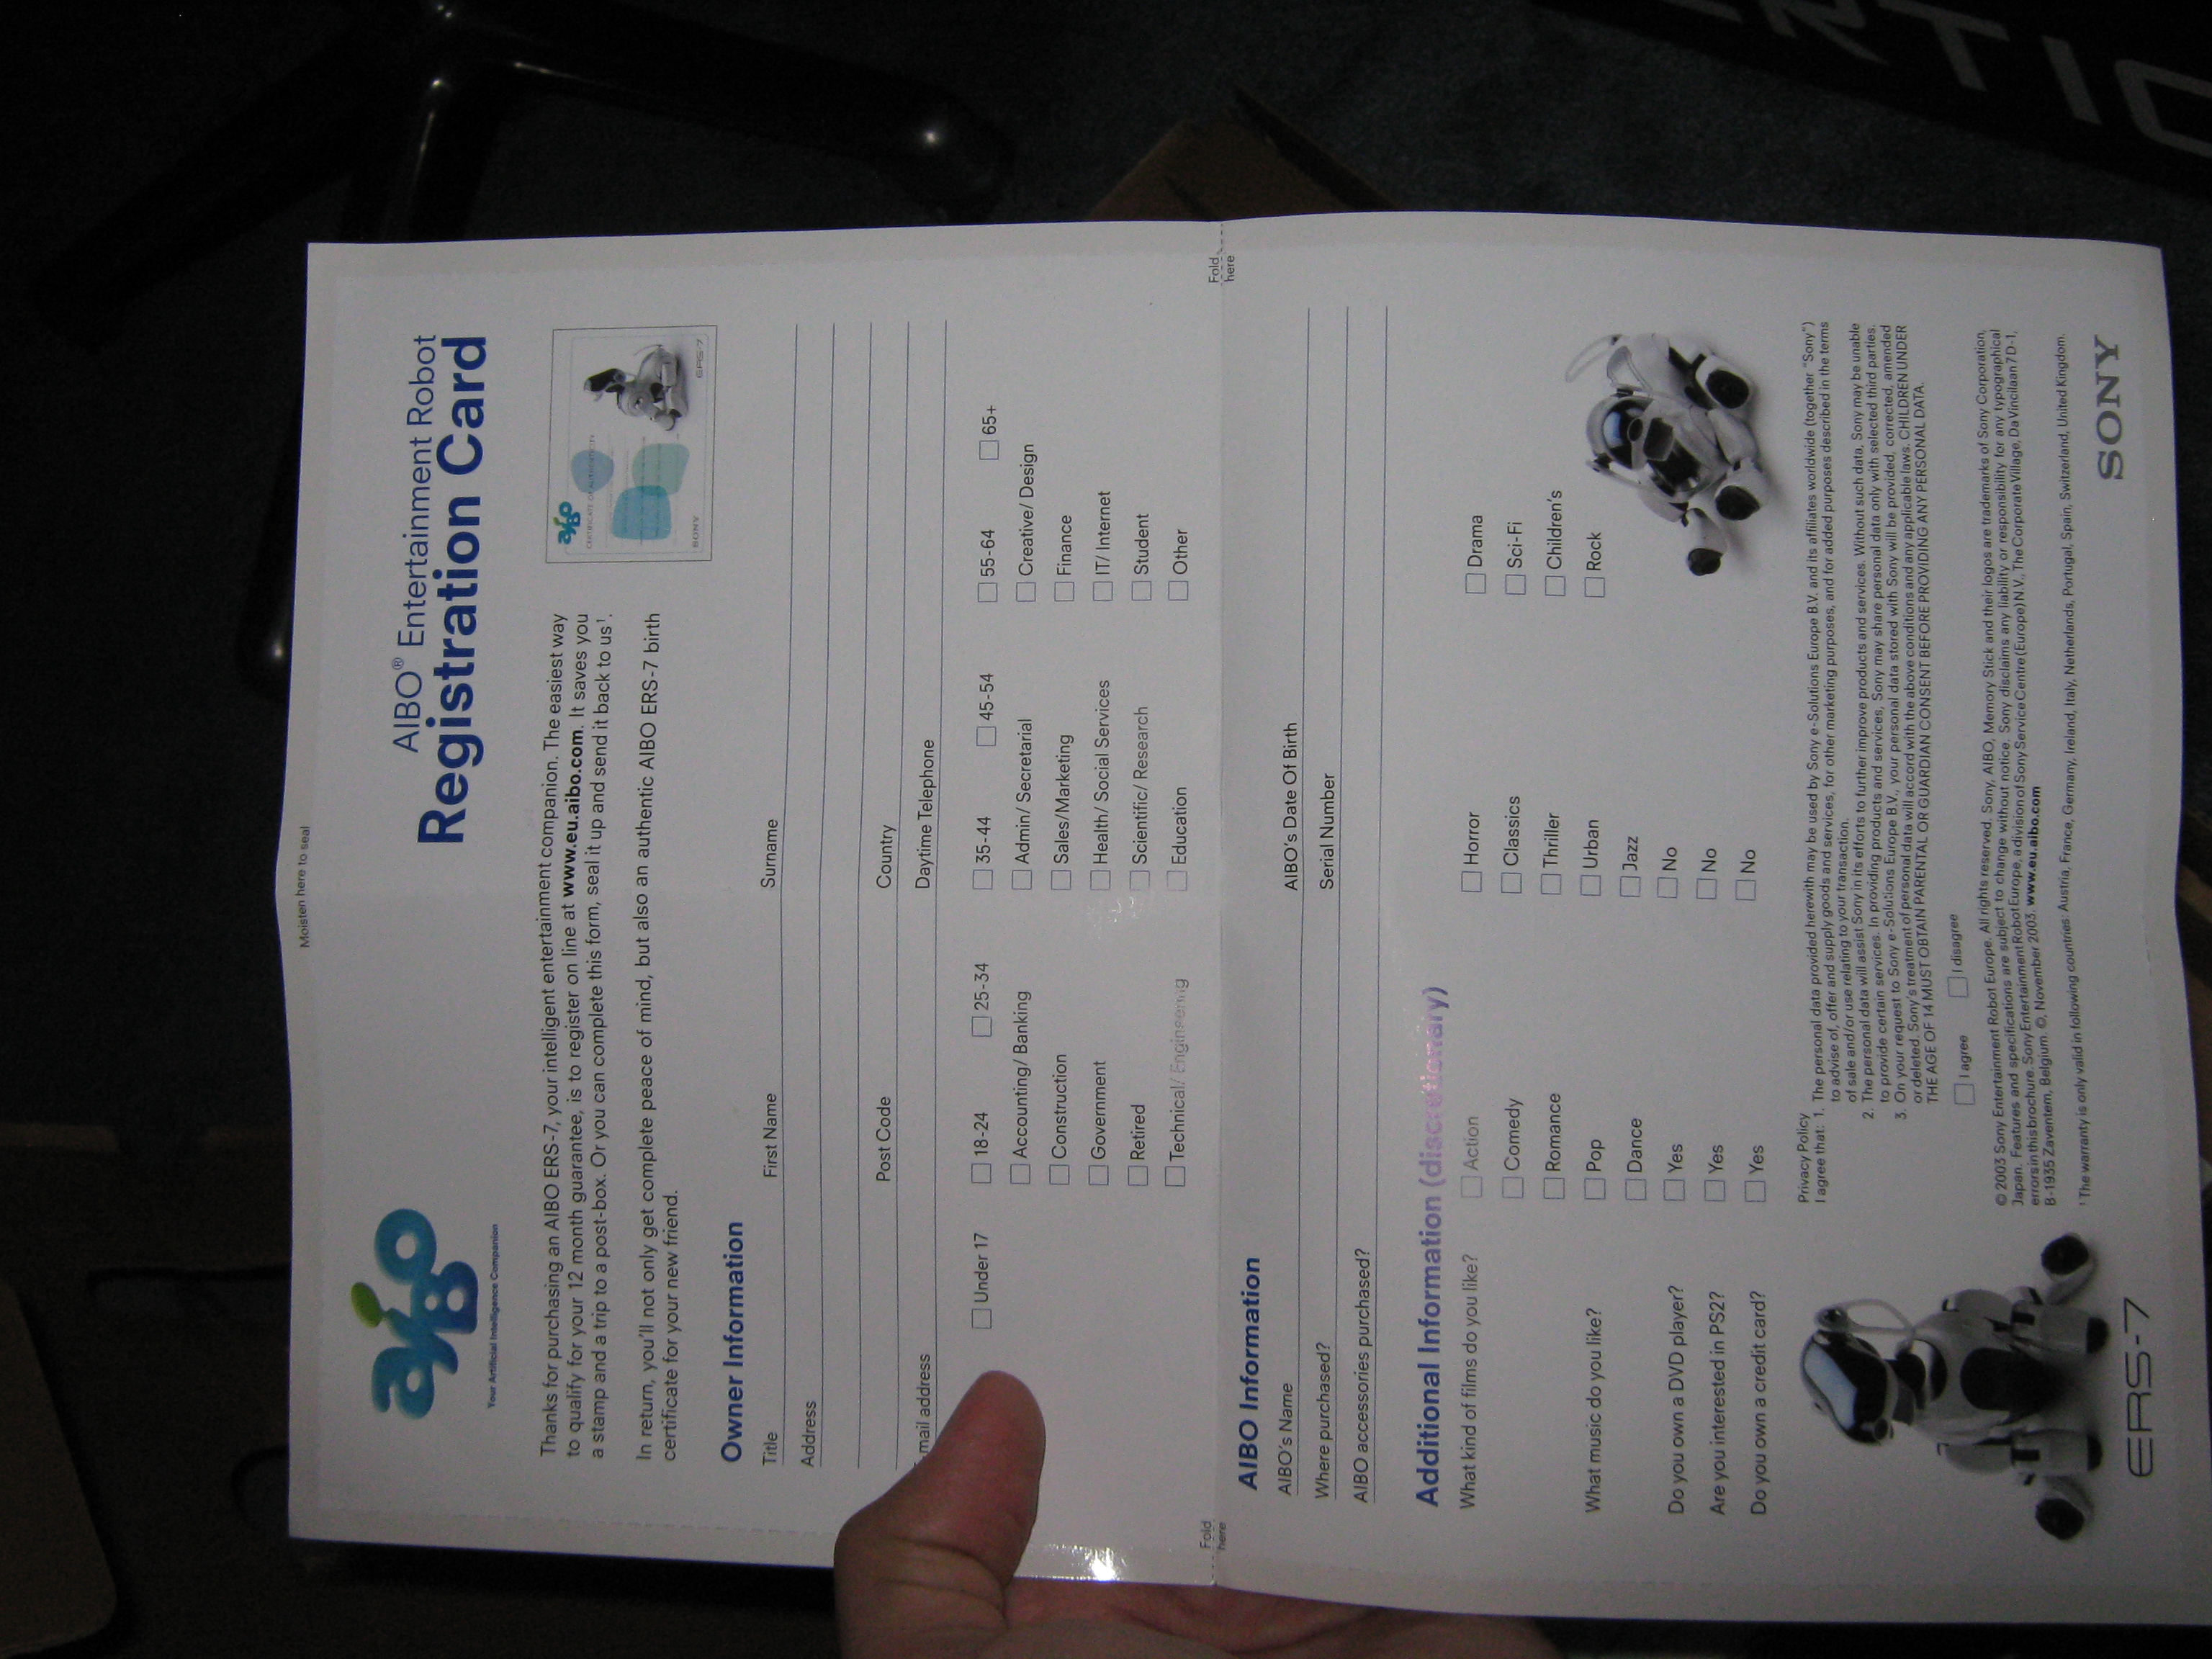 Moisten here to seal
aibo
Your Artificial Intelligence Companion
AIBO® Entertainment Robot
Registration Card
Thanks for purchasing an AIBO ERS-7, your intelligent entertainment companion. The easiest way
to qualify for your 12 month guarantee, is to register on line at www.eu.aibo.com. It saves you
a stamp and a trip to a post-box. Or you can complete this form, seal it up and send it back to us¹.
In return, you'll not only get complete peace of mind, but also an authentic AIBO ERS-7 birth
certificate for your new friend.
aibo
SONY
ERS-7
Owner Information
Title First Name Surname
Address
Post Code Country
mail address Daytime Telephone
Under 17 18-24 25-34 35-44 45-54 55-64 65+
Accounting/ Banking Admin/ Secretarial Creative/ Design
Construction Sales/Marketing Finance
Government Health/ Social Services IT/ Internet
Retired Scientific/ Research Student
Technical/ Engineering Education Other
Fold here Fold here
AIBO Information
AIBO's Name AIBO's Date Of Birth
Where purchased? Serial Number
AIBO accessories purchased?
Additional Information (discretionary)
What kind of films do you like? Action Horror Drama
Comedy Classics Sci-Fi
Romance Thriller Children's
What music do you like? Pop Urban Rock
Dance Jazz
Do you own a DVD player? Yes No
Are you interested in PS2? Yes No
Do you own a credit card? Yes No
Privacy Policy
I agree that: 1. The personal data provided herewith may be used by Sony e-Solutions Europe B.V. and its affiliates worldwide (together "Sony")
to advise of, offer and supply goods and services, for other marketing purposes, and for added purposes described in the terms
of sale and/or use relating to your transaction.
2. The personal data will assist Sony in its efforts to further improve products and services. Without such data, Sony may be unable
to provide certain services. In providing products and services, Sony may share personal data only with selected third parties.
3. On your request to Sony e-Solutions Europe B.V., your personal data stored with Sony will be provided, corrected, amended
or deleted. Sony's treatment of personal data will accord with the above conditions and any applicable laws. CHILDREN UNDER
THE AGE OF 14 MUST OBTAIN PARENTAL OR GUARDIAN CONSENT BEFORE PROVIDING ANY PERSONAL DATA.
I agree I disagree
© 2003 Sony Entertainment Robot Europe. All rights reserved. Sony, AIBO, Memory Stick and their logos are trademarks of Sony Corporation,
Japan. Features and specifications are subject to change without notice. Sony disclaims any liability or responsibility for any typographical
errors in this brochure. Sony Entertainment Robot Europe, a division of Sony Service Centre (Europe) N.V., The Corporate Village, Da Vincilaan 7 D-1,
B-1935 Zaventem, Belgium. ©, November 2003. www.eu.aibo.com
¹ The warranty is only valid in following countries: Austria, France, Germany, Ireland, Italy, Netherlands, Portugal, Spain, Switzerland, United Kingdom.
ERS-7
SONY